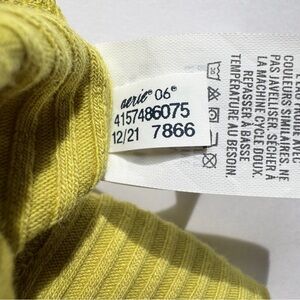 aerie® 06®
4157486075
12/21 7866
COULEURS SIMILAIRES. NE
PAS JAVELLISER. SÉCHER À
LA MACHINE CYCLE DOUX.
REPASSER À BASSE
TEMPÉRATURE AU BESOIN.